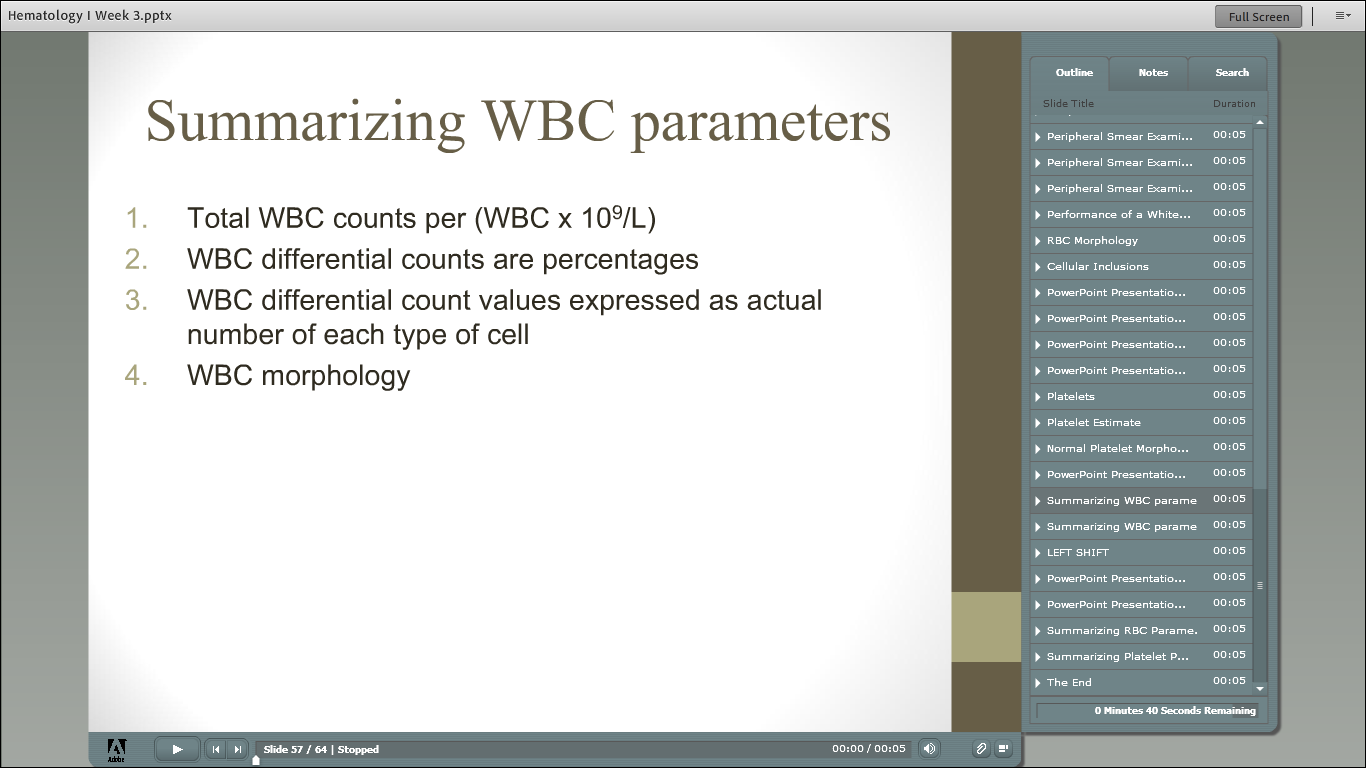 Hematology I Week 3.pptx
Full Screen
Summarizing WBC parameters
1. Total WBC counts per (WBC x 10⁹/L)
2. WBC differential counts are percentages
3. WBC differential count values expressed as actual
number of each type of cell
4. WBC morphology
Outline Notes Search
Slide Title Duration
Peripheral Smear Exami... 00:05
Peripheral Smear Exami... 00:05
Peripheral Smear Exami... 00:05
Performance of a White... 00:05
RBC Morphology 00:05
Cellular Inclusions 00:05
PowerPoint Presentatio... 00:05
PowerPoint Presentatio... 00:05
PowerPoint Presentatio... 00:05
PowerPoint Presentatio... 00:05
Platelets 00:05
Platelet Estimate 00:05
Normal Platelet Morpho... 00:05
PowerPoint Presentatio... 00:05
Summarizing WBC parame 00:05
Summarizing WBC parame 00:05
LEFT SHIFT 00:05
PowerPoint Presentatio... 00:05
PowerPoint Presentatio... 00:05
Summarizing RBC Parame. 00:05
Summarizing Platelet P... 00:05
The End 00:05
0 Minutes 40 Seconds Remaining
Adobe
Slide 57 / 64 | Stopped
00:00 / 00:05